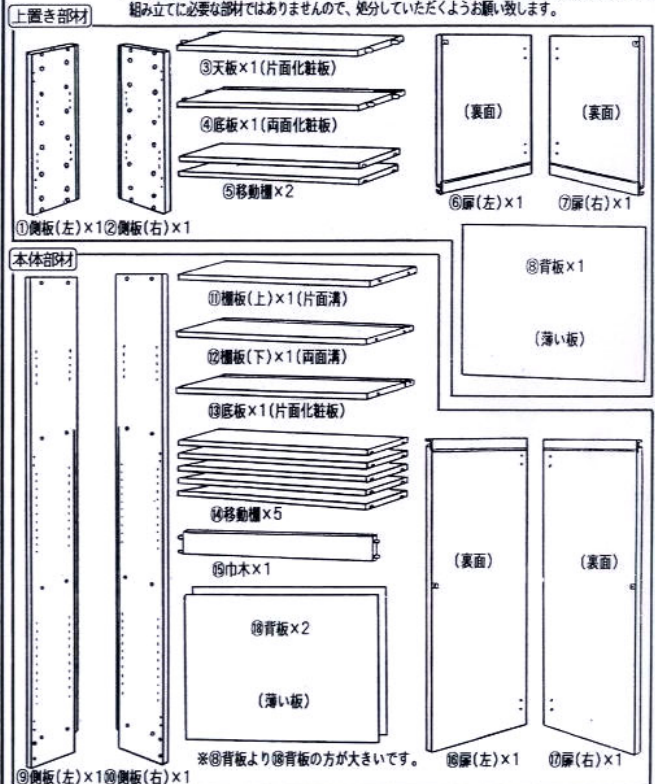 組み立てに必要な部材ではありませんので、処分していただくようお願い致します。
上置き部材
③天板×1(片面化粧板)
④底板×1(両面化粧板)
⑤移動棚×2
(裏面)
(裏面)
①側板(左)×1②側板(右)×1
⑥扉(左)×1
⑦扉(右)×1
⑧背板×1
(薄い板)
本体部材
⑪棚板(上)×1(片面溝)
⑫棚板(下)×1(両面溝)
⑬底板×1(片面化粧板)
⑭移動棚×5
⑮巾木×1
⑱背板×2
(薄い板)
(裏面)
(裏面)
※⑧背板より⑱背板の方が大きいです。
⑨側板(左)×1⑩側板(右)×1
⑯扉(左)×1
⑰扉(右)×1